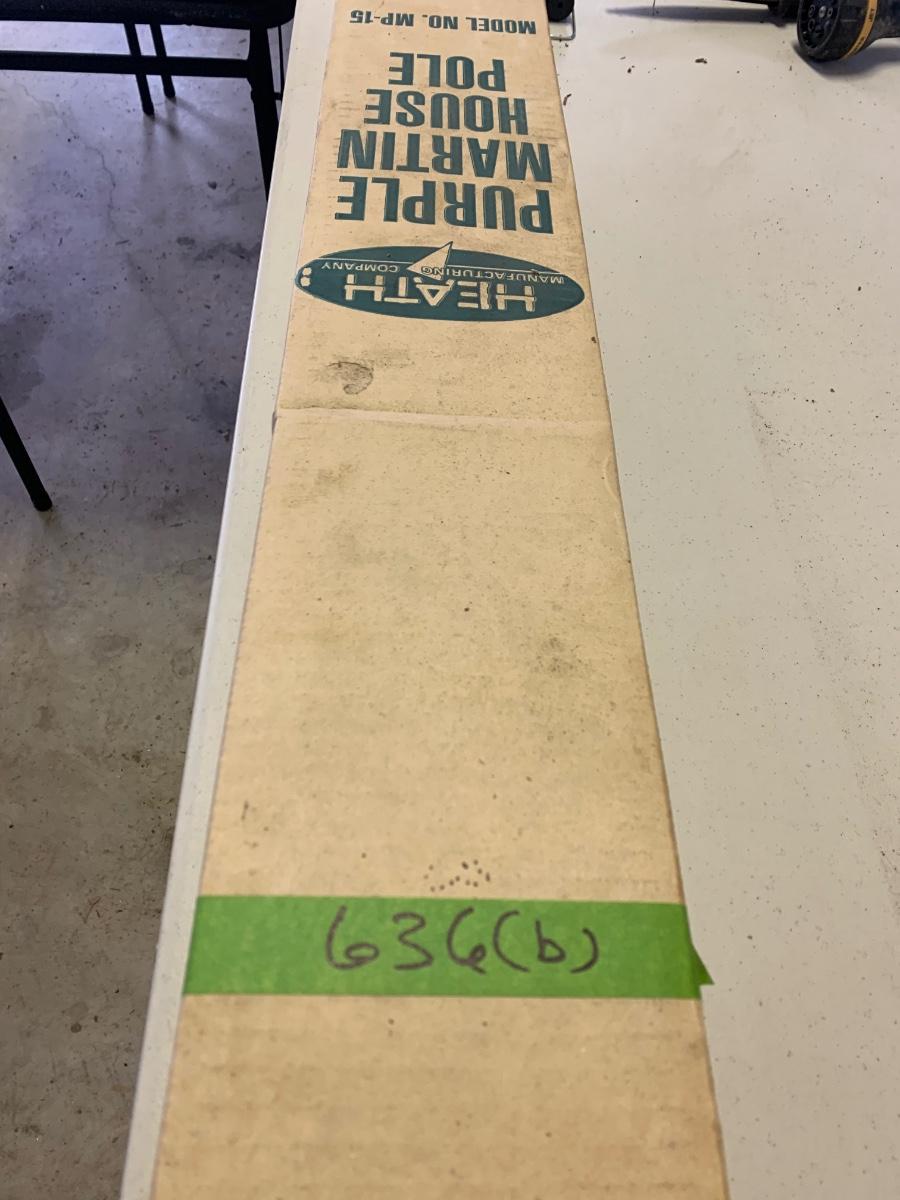 HEATH
MANUFACTURING COMPANY
PURPLE
MARTIN
HOUSE
POLE
MODEL NO. MP-15
636(b)